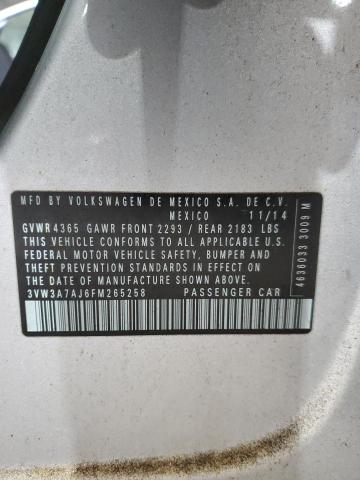 MFD BY VOLKSWAGEN DE MEXICO S.A. DE C.V.
MEXICO 11/14
GVWR 4365 GAWR FRONT 2293 / REAR 2183 LBS
THIS VEHICLE CONFORMS TO ALL APPLICABLE U.S.
FEDERAL MOTOR VEHICLE SAFETY, BUMPER AND
THEFT PREVENTION STANDARDS IN EFFECT ON THE
DATE OF MANUFACTURE SHOWN ABOVE.
3VW3A7AJ6FM265258 PASSENGER CAR
4636033 3009 M